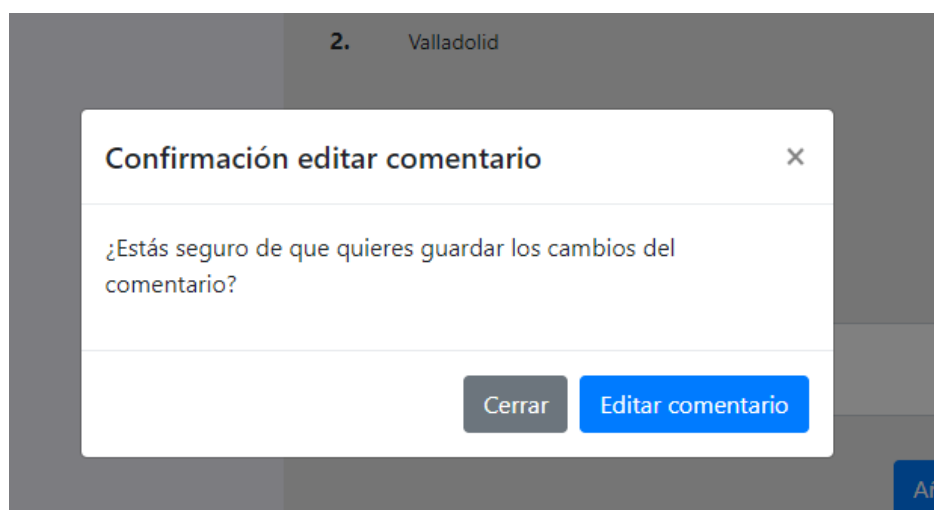 2. Valladolid
Confirmación editar comentario ×
¿Estás seguro de que quieres guardar los cambios del
comentario?
Cerrar Editar comentario